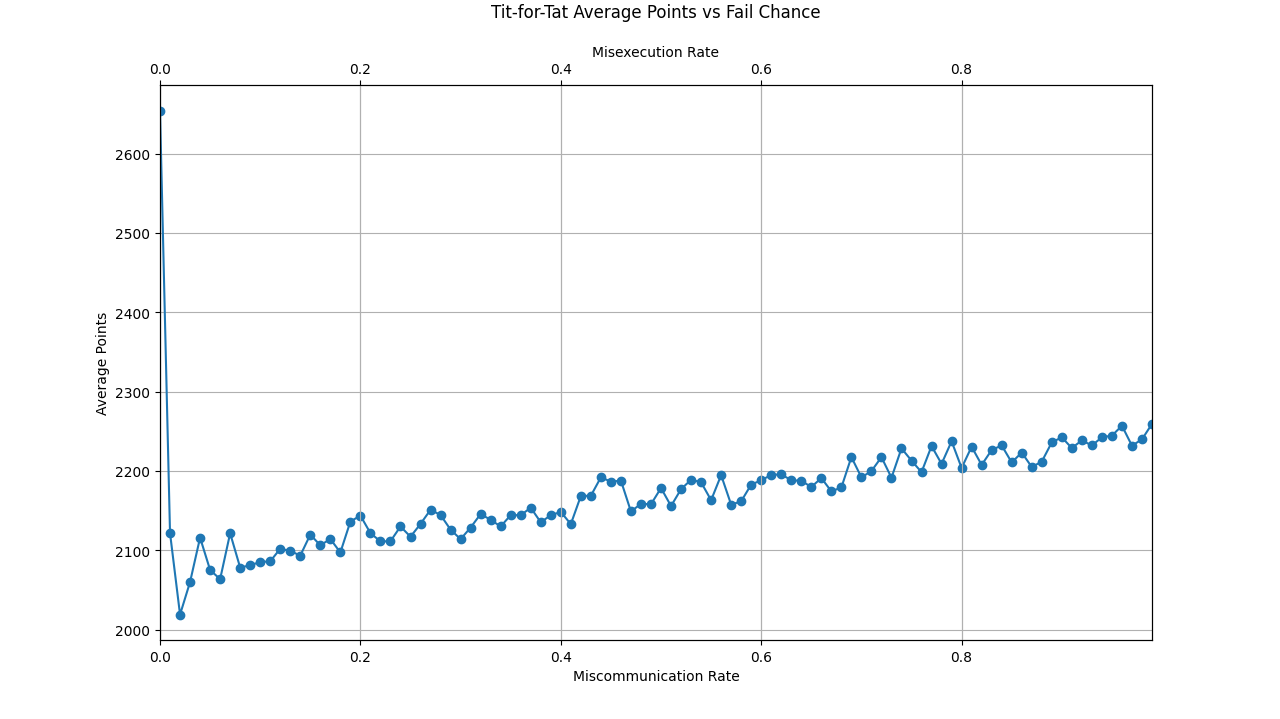 Tit-for-Tat Average Points vs Fail Chance
Misexecution Rate
0.0 0.2 0.4 0.6 0.8
2600
2500
2400
2300
2200
2100
2000
Average Points
0.0 0.2 0.4 0.6 0.8
Miscommunication Rate